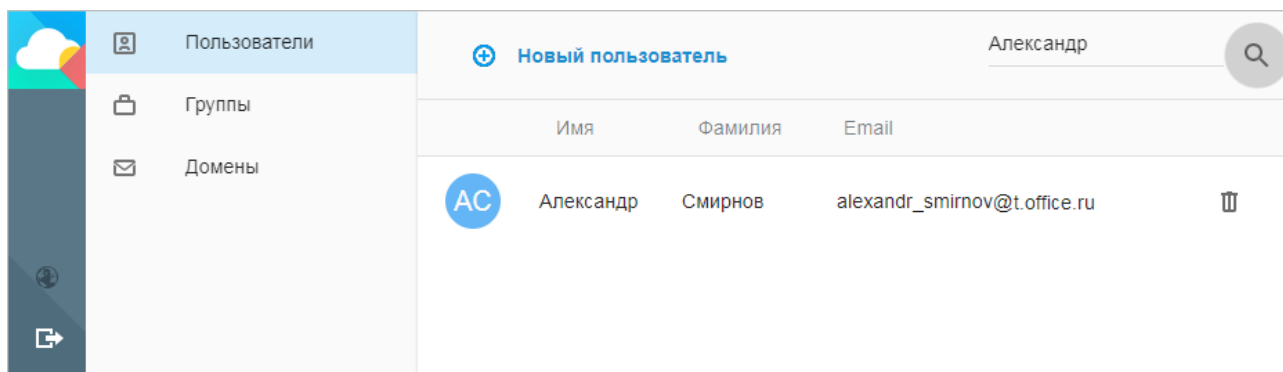 Пользователи
Группы
Домены
Новый пользователь
Александр
Имя Фамилия Email
АС Александр Смирнов alexandr_smirnov@t.office.ru